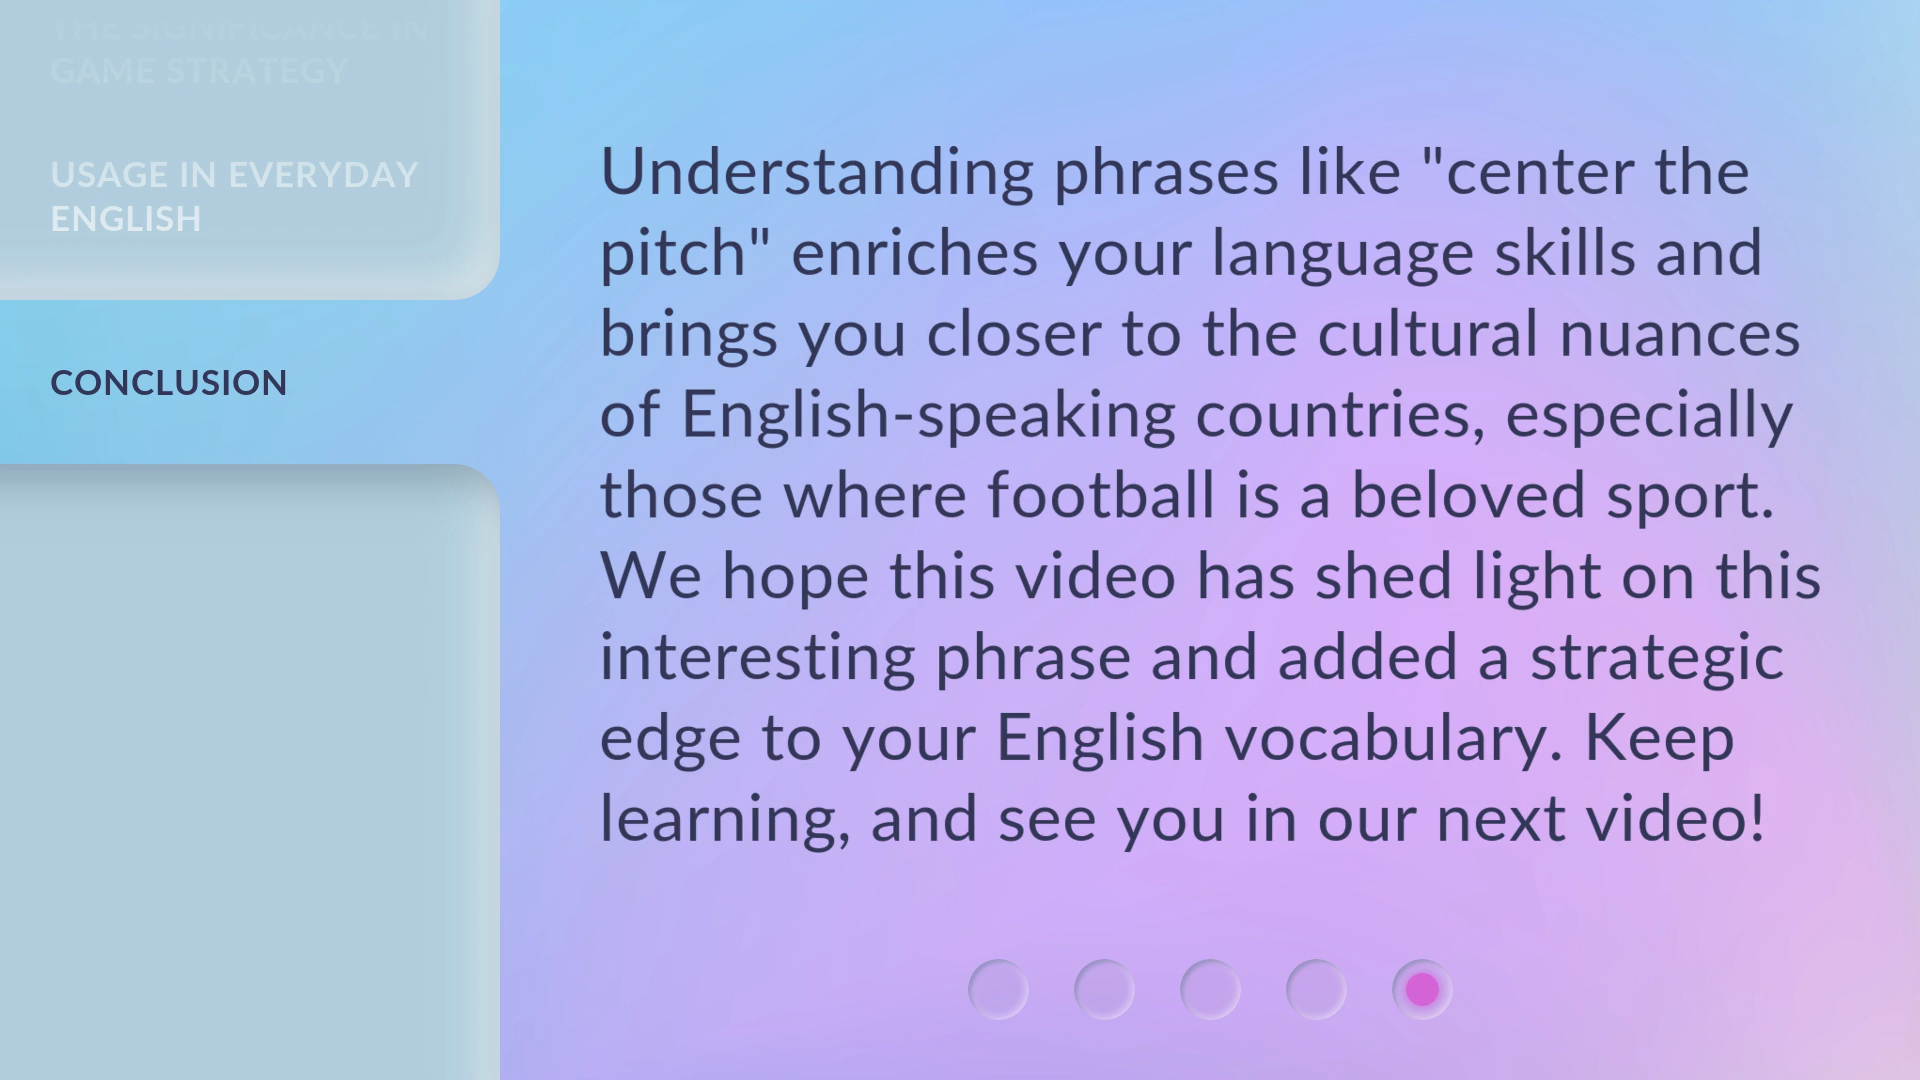 THE SIGNIFICANCE IN
GAME STRATEGY
USAGE IN EVERYDAY
ENGLISH
CONCLUSION
Understanding phrases like "center the
pitch" enriches your language skills and
brings you closer to the cultural nuances
of English-speaking countries, especially
those where football is a beloved sport.
We hope this video has shed light on this
interesting phrase and added a strategic
edge to your English vocabulary. Keep
learning, and see you in our next video!